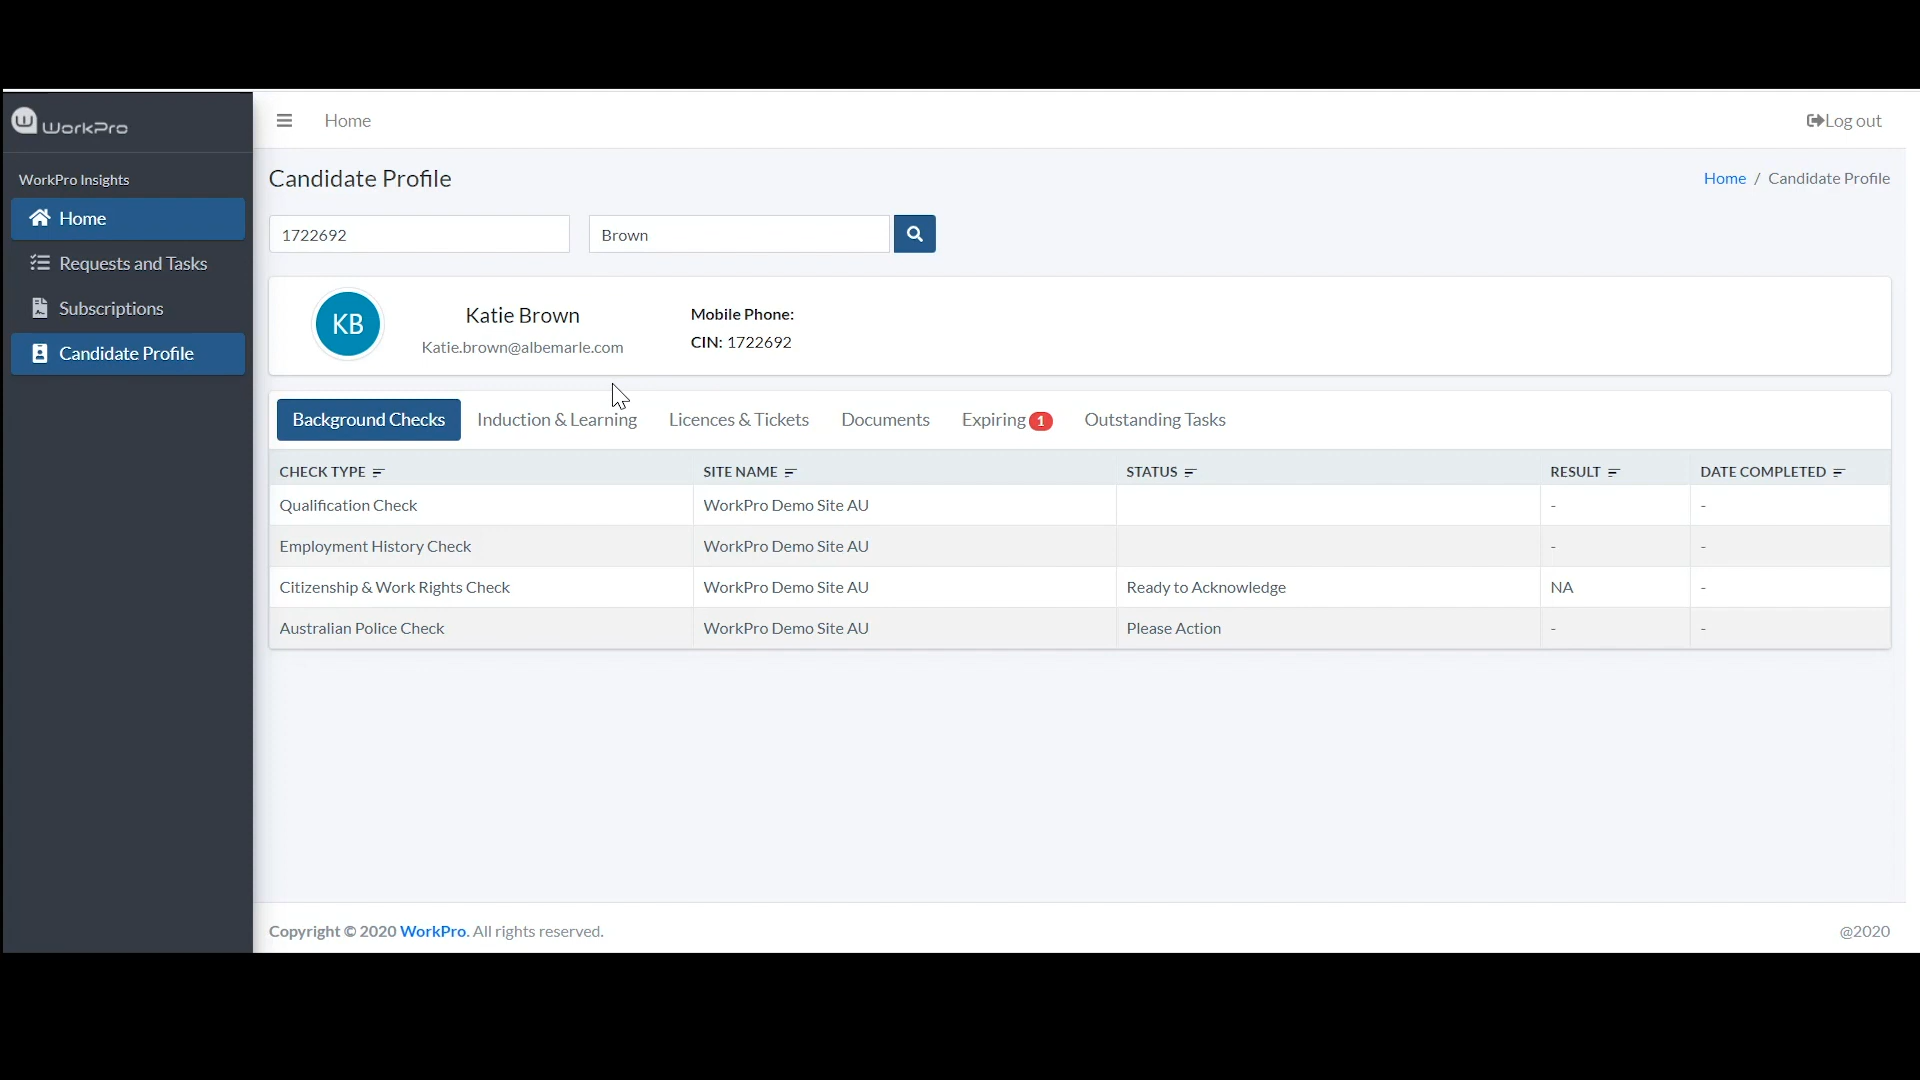 WorkPro
Home
Log out
WorkPro Insights
Home
Requests and Tasks
Subscriptions
Candidate Profile
Candidate Profile
Home / Candidate Profile
1722692
Brown
KB
Katie Brown
Katie.brown@albemarle.com
Mobile Phone:
CIN: 1722692
Background Checks Induction & Learning Licences & Tickets Documents Expiring 1 Outstanding Tasks
CHECK TYPE SITE NAME STATUS RESULT DATE COMPLETED
Qualification Check WorkPro Demo Site AU - -
Employment History Check WorkPro Demo Site AU - -
Citizenship & Work Rights Check WorkPro Demo Site AU Ready to Acknowledge NA -
Australian Police Check WorkPro Demo Site AU Please Action - -
Copyright © 2020 WorkPro. All rights reserved.
@2020